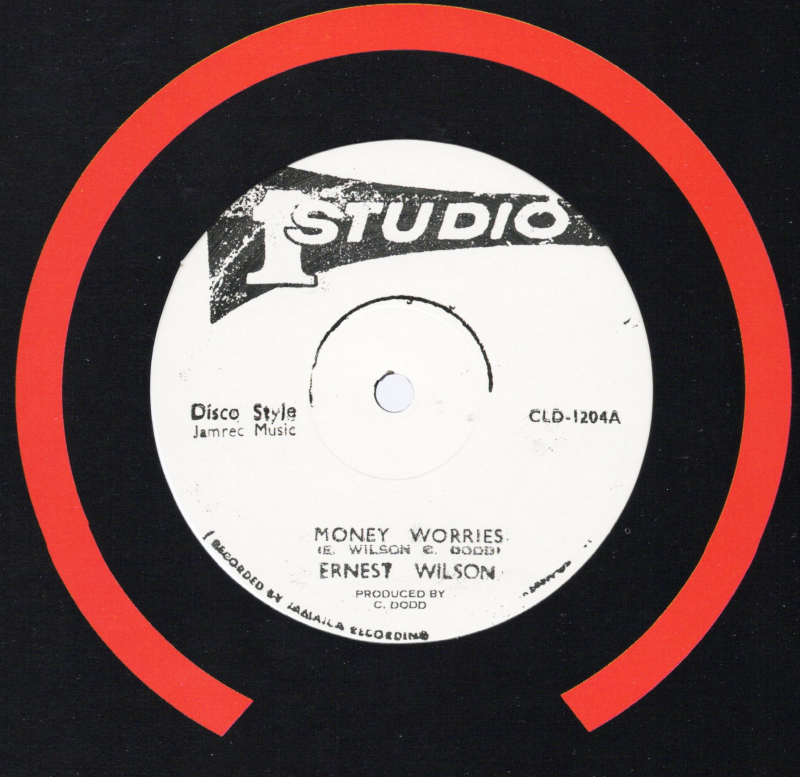 1 STUDIO
Disco Style
Jamrec Music
CLD-1204A
MONEY WORRIES
(E. WILSON C. DODD)
ERNEST WILSON
PRODUCED BY
C. DODD
RECORDED BY JAMAICA RECORDING